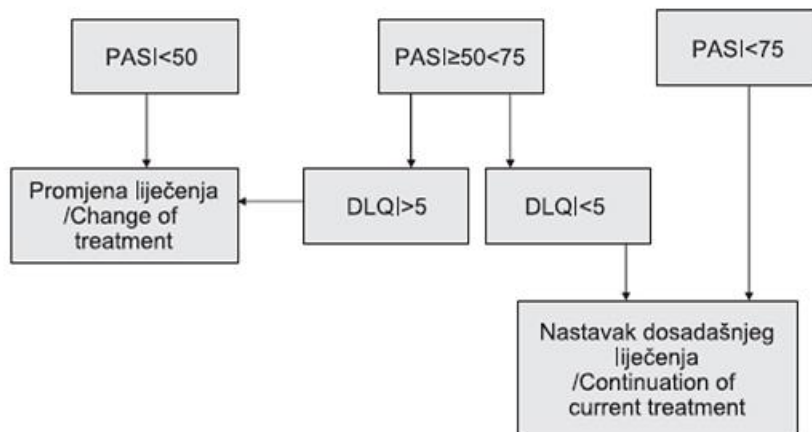 PASI<50
PASI≥50<75
PASI<75
Promjena liječenja
/Change of
treatment
DLQI>5
DLQI<5
Nastavak dosadašnjeg
liječenja
/Continuation of
current treatment